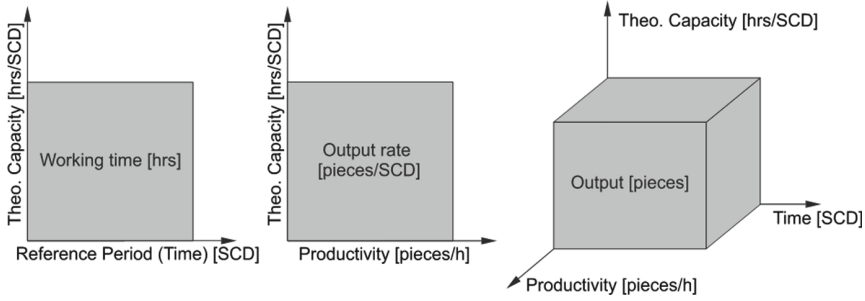 Theo. Capacity [hrs/SCD]
Working time [hrs]
Reference Period (Time) [SCD]
Theo. Capacity [hrs/SCD]
Output rate
[pieces/SCD]
Productivity [pieces/h]
Theo. Capacity [hrs/SCD]
Output [pieces]
Time [SCD]
Productivity [pieces/h]